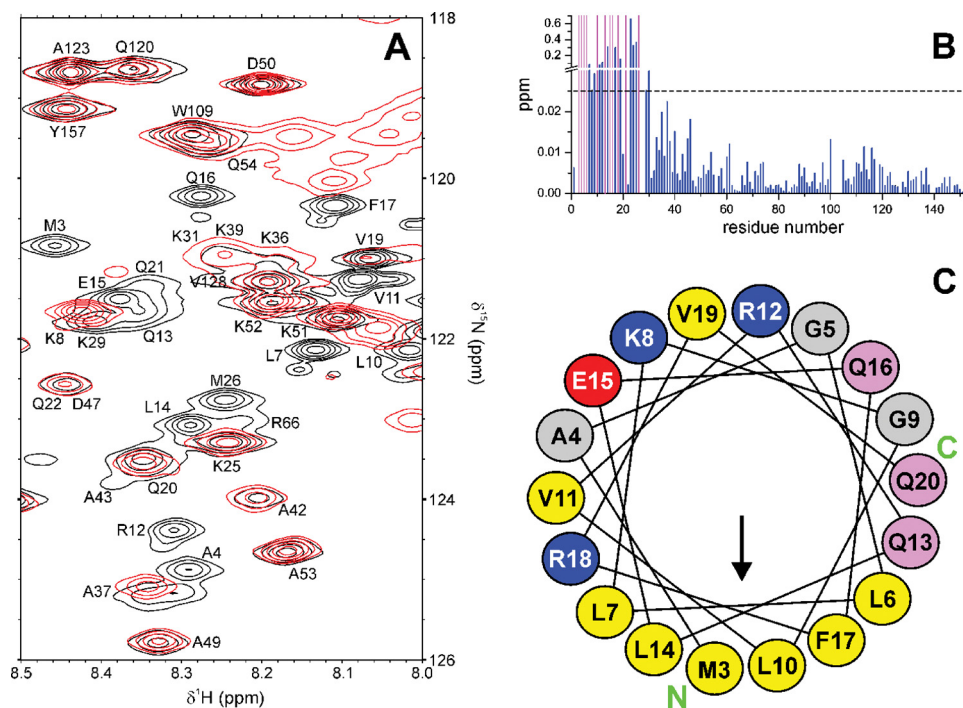 A
118
A123 Q120
D50
Y157
W109
Q54
120
Q16
F17
M3
K31 K39 K36
V19
E15 Q21
V128
V11
K8 K29 Q13
K52 K51
122
L7
L10
Q22 D47
M26
L14
R66
K25
A43
Q20
124
A42
R12
A4
A53
A37
A49
126
8.5 8.4 8.3 8.2 8.1 8.0
δ¹H (ppm)
δ¹⁵N (ppm)
B
0.6
0.4
0.2
0.02
0.01
0.00
ppm
0 20 40 60 80 100 120 140
residue number
C
V19 R12 G5
K8
Q16
E15
G9
A4
C
Q20
V11
Q13
R18
L6
L7
F17
L14
M3 L10
N